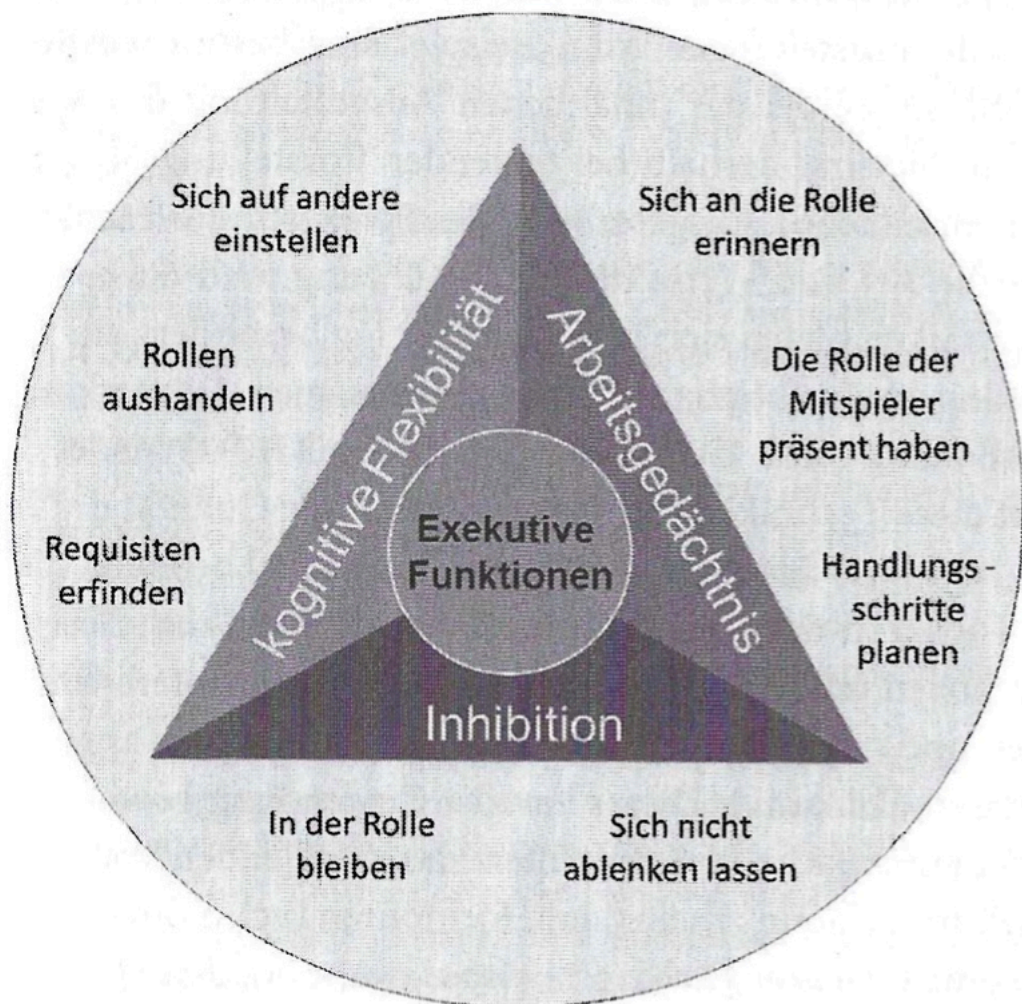 Sich auf andere
einstellen
Sich an die Rolle
erinnern
Rollen
aushandeln
Die Rolle der
Mitspieler
präsent haben
Requisiten
erfinden
Handlungs-
schritte
planen
kognitive Flexibilität
Arbeitsgedächtnis
Exekutive
Funktionen
Inhibition
In der Rolle
bleiben
Sich nicht
ablenken lassen